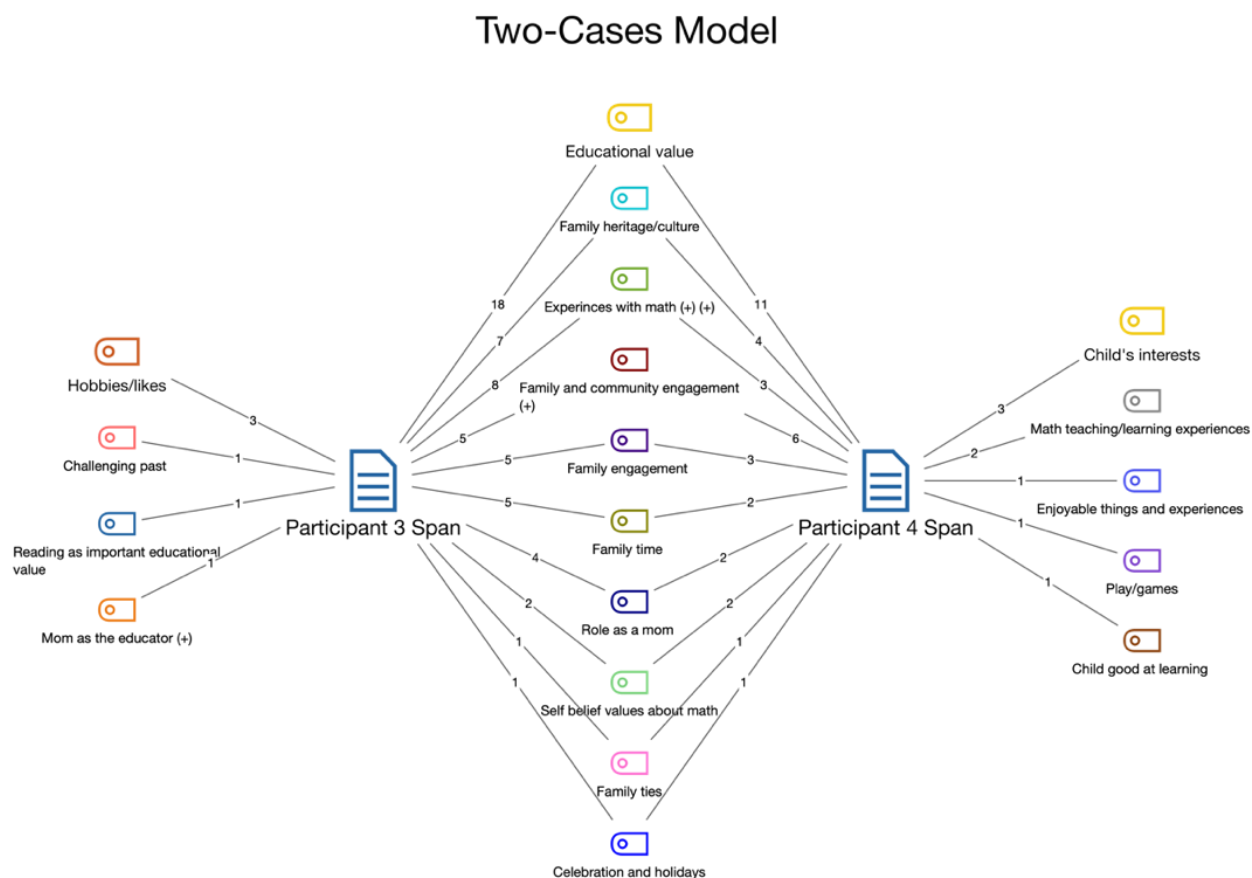 Two-Cases Model
Educational value
Family heritage/culture
Experinces with math (+) (+)
18
11
7
4
8
3
Family and community engagement
(+)
5
6
Family engagement
5
3
Family time
5
2
Role as a mom
4
2
Self belief values about math
2
2
Family ties
1
1
Celebration and holidays
1
1
Hobbies/likes
3
Challenging past
1
Reading as important educational
value
1
Mom as the educator (+)
1
Participant 3 Span
Participant 4 Span
Child's interests
3
Math teaching/learning experiences
2
Enjoyable things and experiences
1
Play/games
1
Child good at learning
1